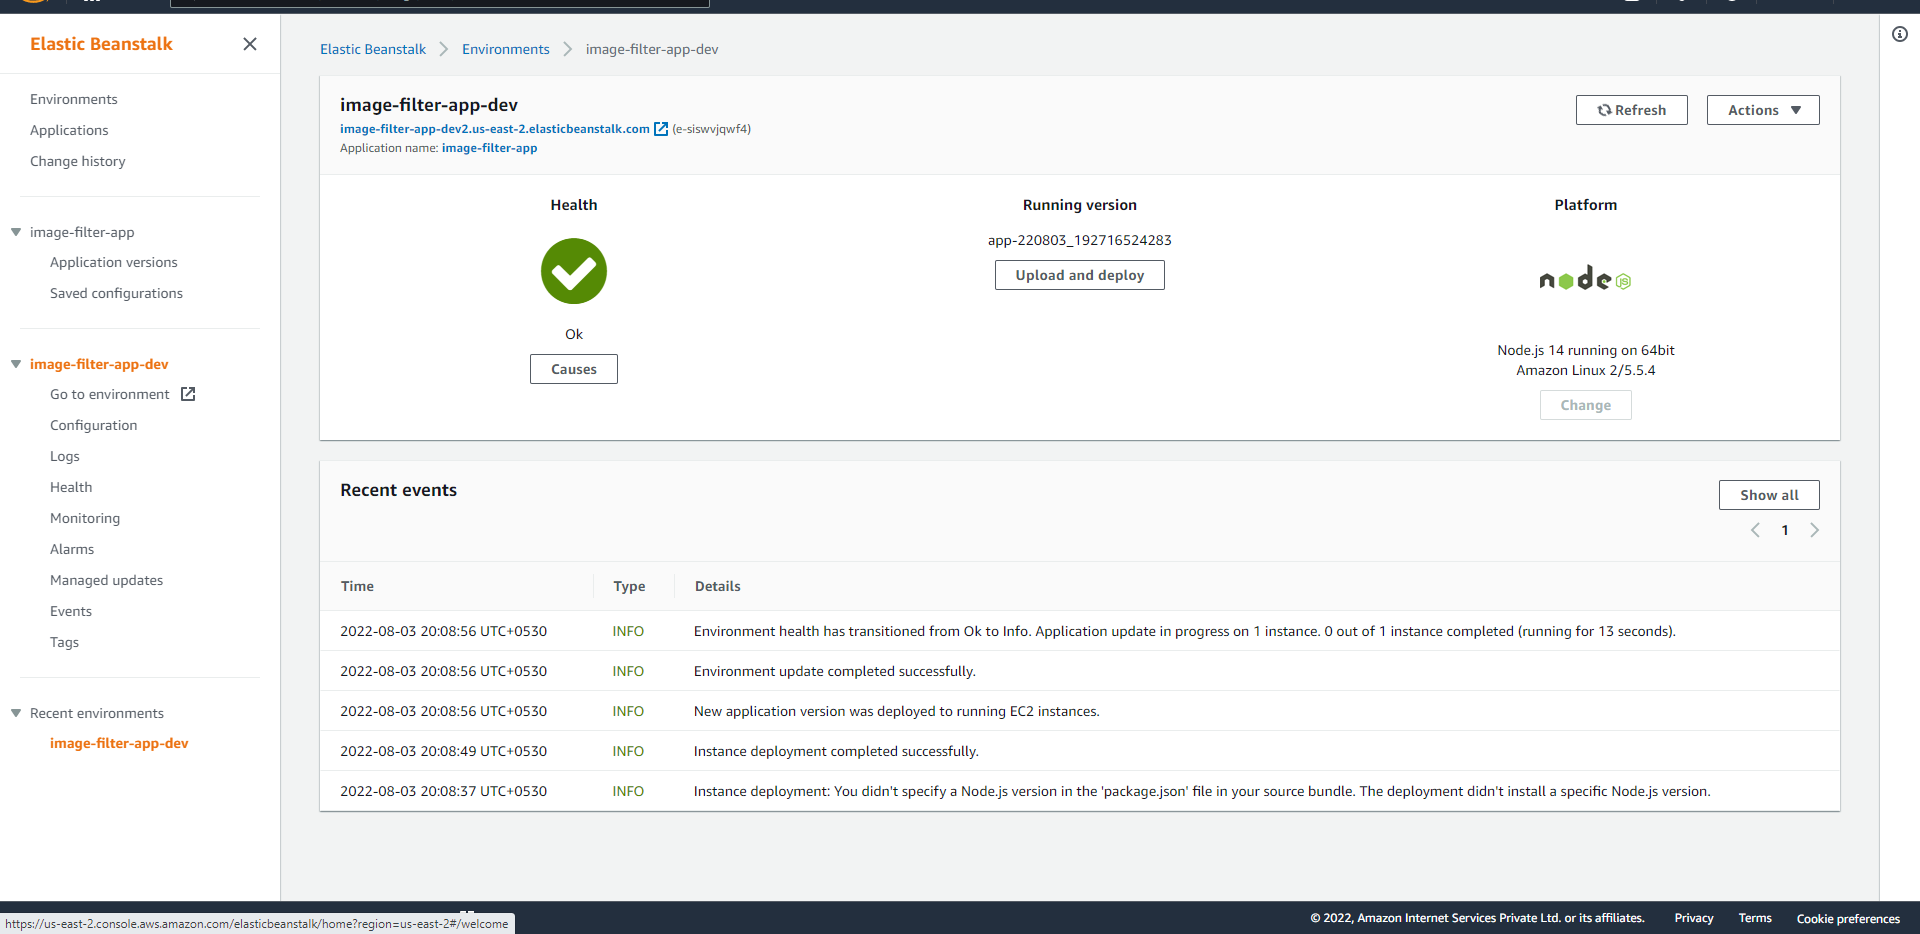 Elastic Beanstalk
Environments
Applications
Change history
image-filter-app
Application versions
Saved configurations
image-filter-app-dev
Go to environment
Configuration
Logs
Health
Monitoring
Alarms
Managed updates
Events
Tags
Recent environments
image-filter-app-dev
Elastic Beanstalk Environments image-filter-app-dev
image-filter-app-dev
image-filter-app-dev2.us-east-2.elasticbeanstalk.com (e-siswvjqwf4)
Application name: image-filter-app
Refresh Actions
Health
Ok
Causes
Running version
app-220803_192716524283
Upload and deploy
Platform
node JS
Node.js 14 running on 64bit
Amazon Linux 2/5.5.4
Change
Recent events
Show all
1
Time Type Details
2022-08-03 20:08:56 UTC+0530 INFO Environment health has transitioned from Ok to Info. Application update in progress on 1 instance. 0 out of 1 instance completed (running for 13 seconds).
2022-08-03 20:08:56 UTC+0530 INFO Environment update completed successfully.
2022-08-03 20:08:56 UTC+0530 INFO New application version was deployed to running EC2 instances.
2022-08-03 20:08:49 UTC+0530 INFO Instance deployment completed successfully.
2022-08-03 20:08:37 UTC+0530 INFO Instance deployment: You didn't specify a Node.js version in the 'package.json' file in your source bundle. The deployment didn't install a specific Node.js version.
© 2022, Amazon Internet Services Private Ltd. or its affiliates. Privacy Terms Cookie preferences
https://us-east-2.console.aws.amazon.com/elasticbeanstalk/home?region=us-east-2#/welcome